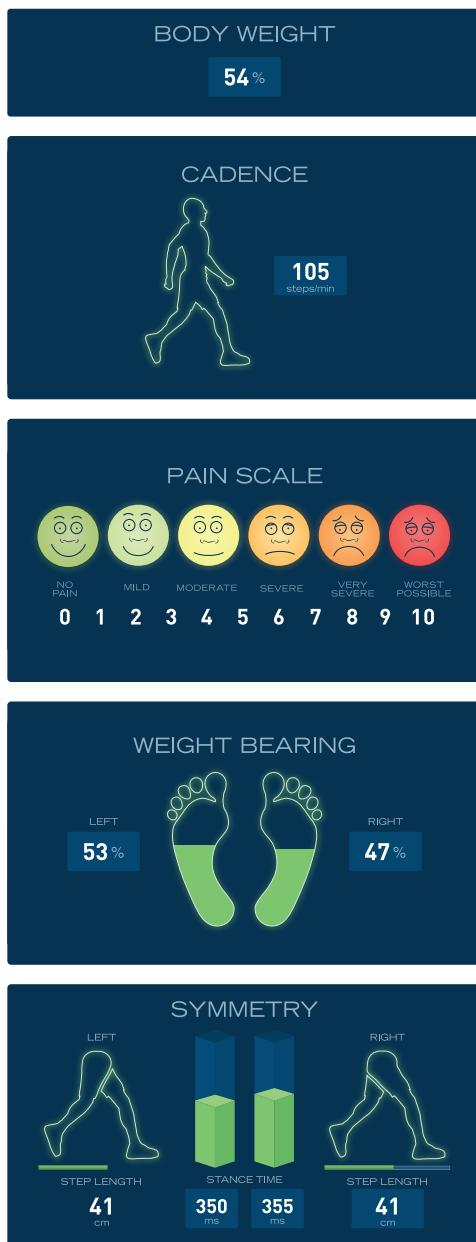 BODY WEIGHT
54 %
CADENCE
105
steps/min
PAIN SCALE
NO
PAIN
MILD
MODERATE
SEVERE
VERY
SEVERE
WORST
POSSIBLE
0 1 2 3 4 5 6 7 8 9 10
WEIGHT BEARING
LEFT
53 %
RIGHT
47 %
SYMMETRY
LEFT
RIGHT
STEP LENGTH
41
cm
STANCE TIME
350
ms
355
ms
STEP LENGTH
41
cm